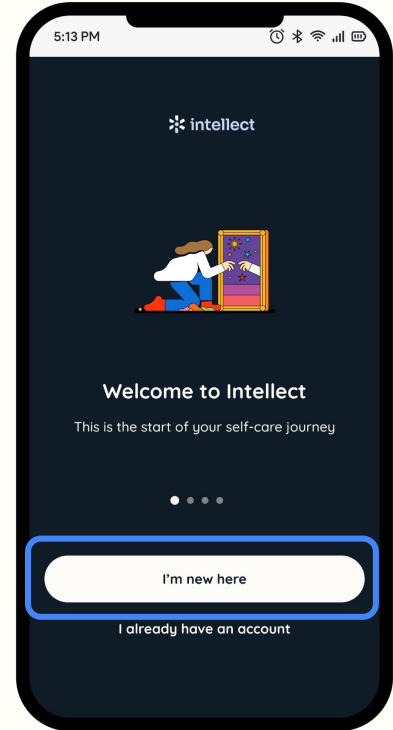 5:13 PM
intellect
Welcome to Intellect
This is the start of your self-care journey
I'm new here
I already have an account